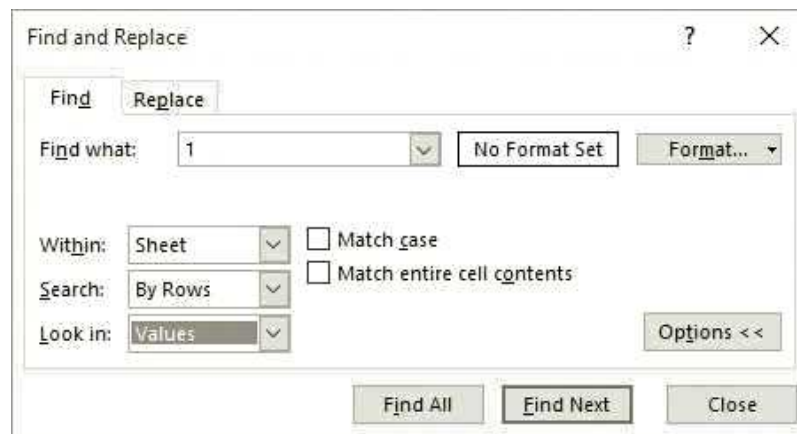 Find and Replace ?
Find Replace
Find what: 1 No Format Set Format...
Within: Sheet Match case
Match entire cell contents
Search: By Rows
Look in: Values Options <<
Find All Find Next Close